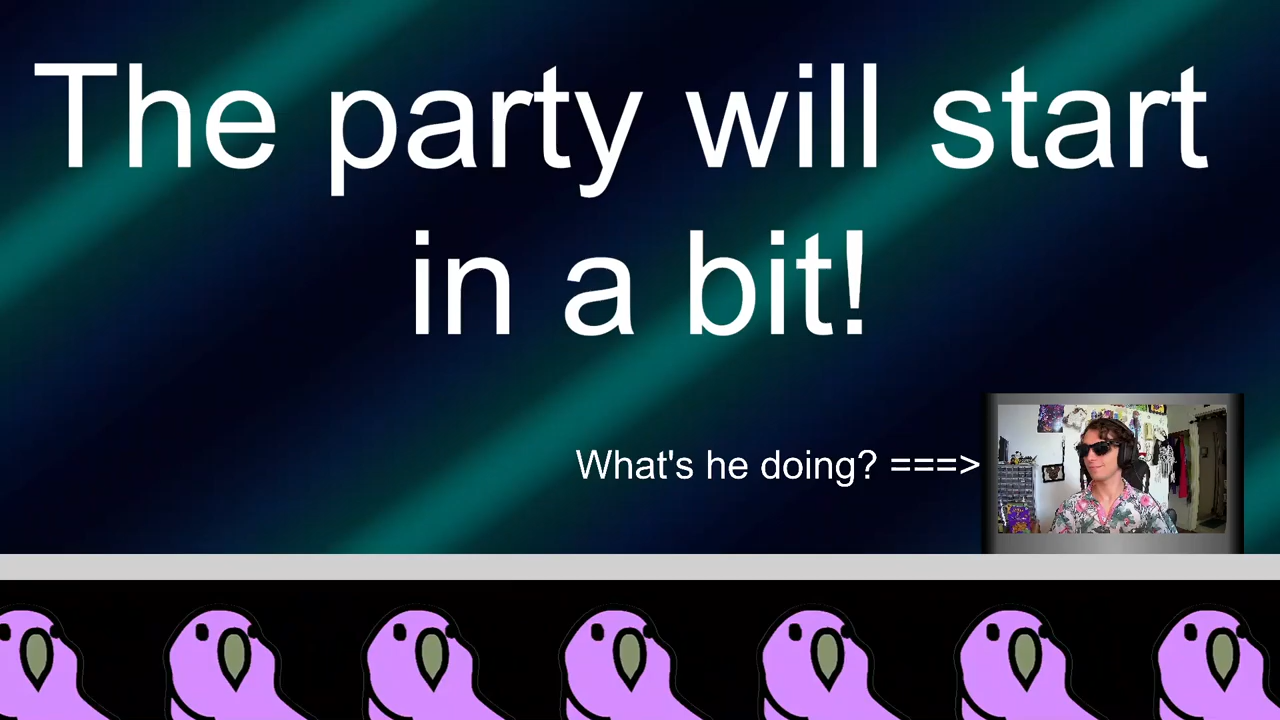 The party will start
in a bit!
What's he doing? ===>